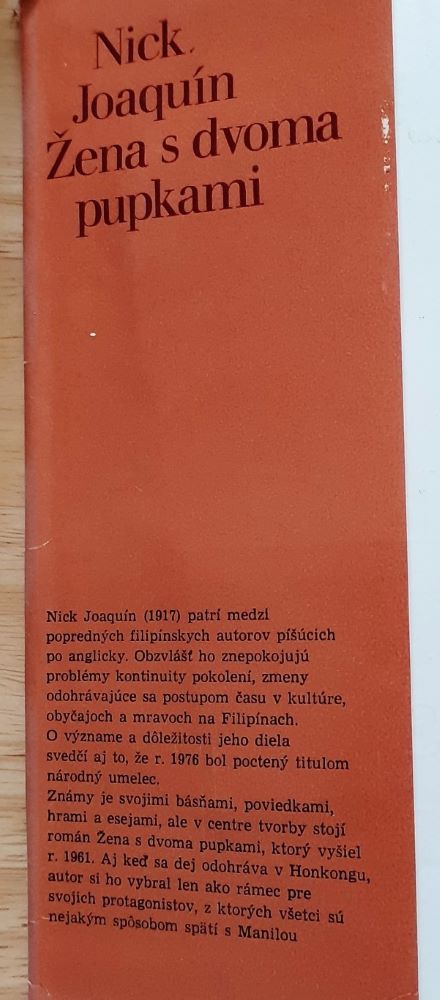 Nick
Joaquín
Žena s dvoma
pupkami
Nick Joaquín (1917) patrí medzi
popredných filipínskych autorov píšúcich
po anglicky. Obzvlášť ho znepokojujú
problémy kontinuity pokolení, zmeny
odohrávajúce sa postupom času v kultúre,
obyčajoch a mravoch na Filipínach.
O význame a dôležitosti jeho diela
svedčí aj to, že r. 1976 bol poctený titulom
národný umelec.
Známy je svojimi básňami, poviedkami,
hrami a esejami, ale v centre tvorby stojí
román Žena s dvoma pupkami, ktorý vyšiel
r. 1961. Aj keď sa dej odohráva v Honkongu,
autor si ho vybral len ako rámec pre
svojich protagonistov, z ktorých všetci sú
nejakým spôsobom spätí s Manilou